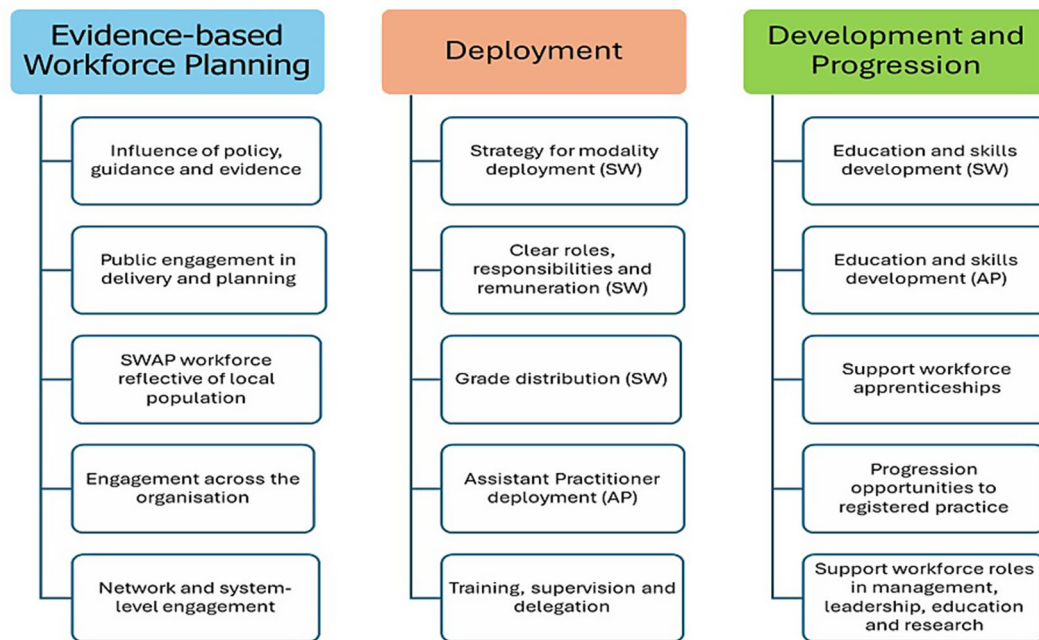 Evidence-based
Workforce Planning
Influence of policy,
guidance and evidence
Public engagement in
delivery and planning
SWAP workforce
reflective of local
population
Engagement across the
organisation
Network and system-
level engagement
Deployment
Strategy for modality
deployment (SW)
Clear roles,
responsibilities and
remuneration (SW)
Grade distribution (SW)
Assistant Practitioner
deployment (AP)
Training, supervision and
delegation
Development and
Progression
Education and skills
development (SW)
Education and skills
development (AP)
Support workforce
apprenticeships
Progression
opportunities to
registered practice
Support workforce roles
in management,
leadership, education
and research